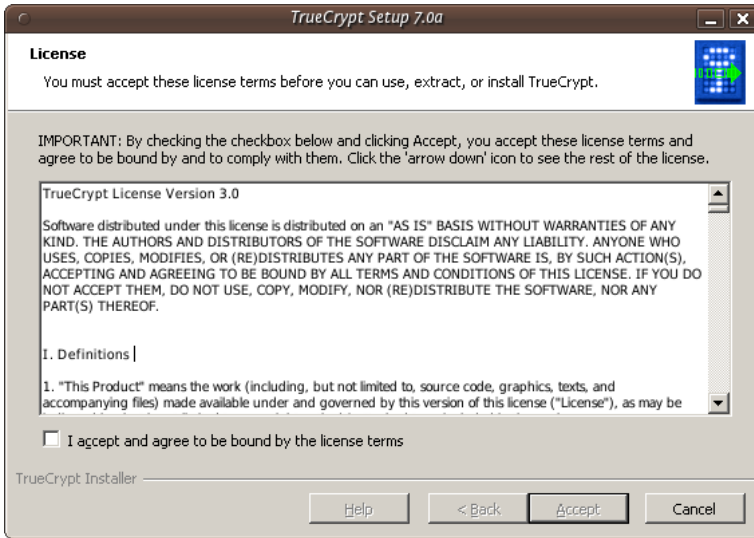 TrueCrypt Setup 7.0a
License
You must accept these license terms before you can use, extract, or install TrueCrypt.
IMPORTANT: By checking the checkbox below and clicking Accept, you accept these license terms and
agree to be bound by and to comply with them. Click the 'arrow down' icon to see the rest of the license.
TrueCrypt License Version 3.0
Software distributed under this license is distributed on an "AS IS" BASIS WITHOUT WARRANTIES OF ANY
KIND. THE AUTHORS AND DISTRIBUTORS OF THE SOFTWARE DISCLAIM ANY LIABILITY. ANYONE WHO
USES, COPIES, MODIFIES, OR (RE)DISTRIBUTES ANY PART OF THE SOFTWARE IS, BY SUCH ACTION(S),
ACCEPTING AND AGREEING TO BE BOUND BY ALL TERMS AND CONDITIONS OF THIS LICENSE. IF YOU DO
NOT ACCEPT THEM, DO NOT USE, COPY, MODIFY, NOR (RE)DISTRIBUTE THE SOFTWARE, NOR ANY
PART(S) THEREOF.
I. Definitions
1. "This Product" means the work (including, but not limited to, source code, graphics, texts, and
accompanying files) made available under and governed by this version of this license ("License"), as may be
I accept and agree to be bound by the license terms
TrueCrypt Installer
Help
< Back
Accept
Cancel